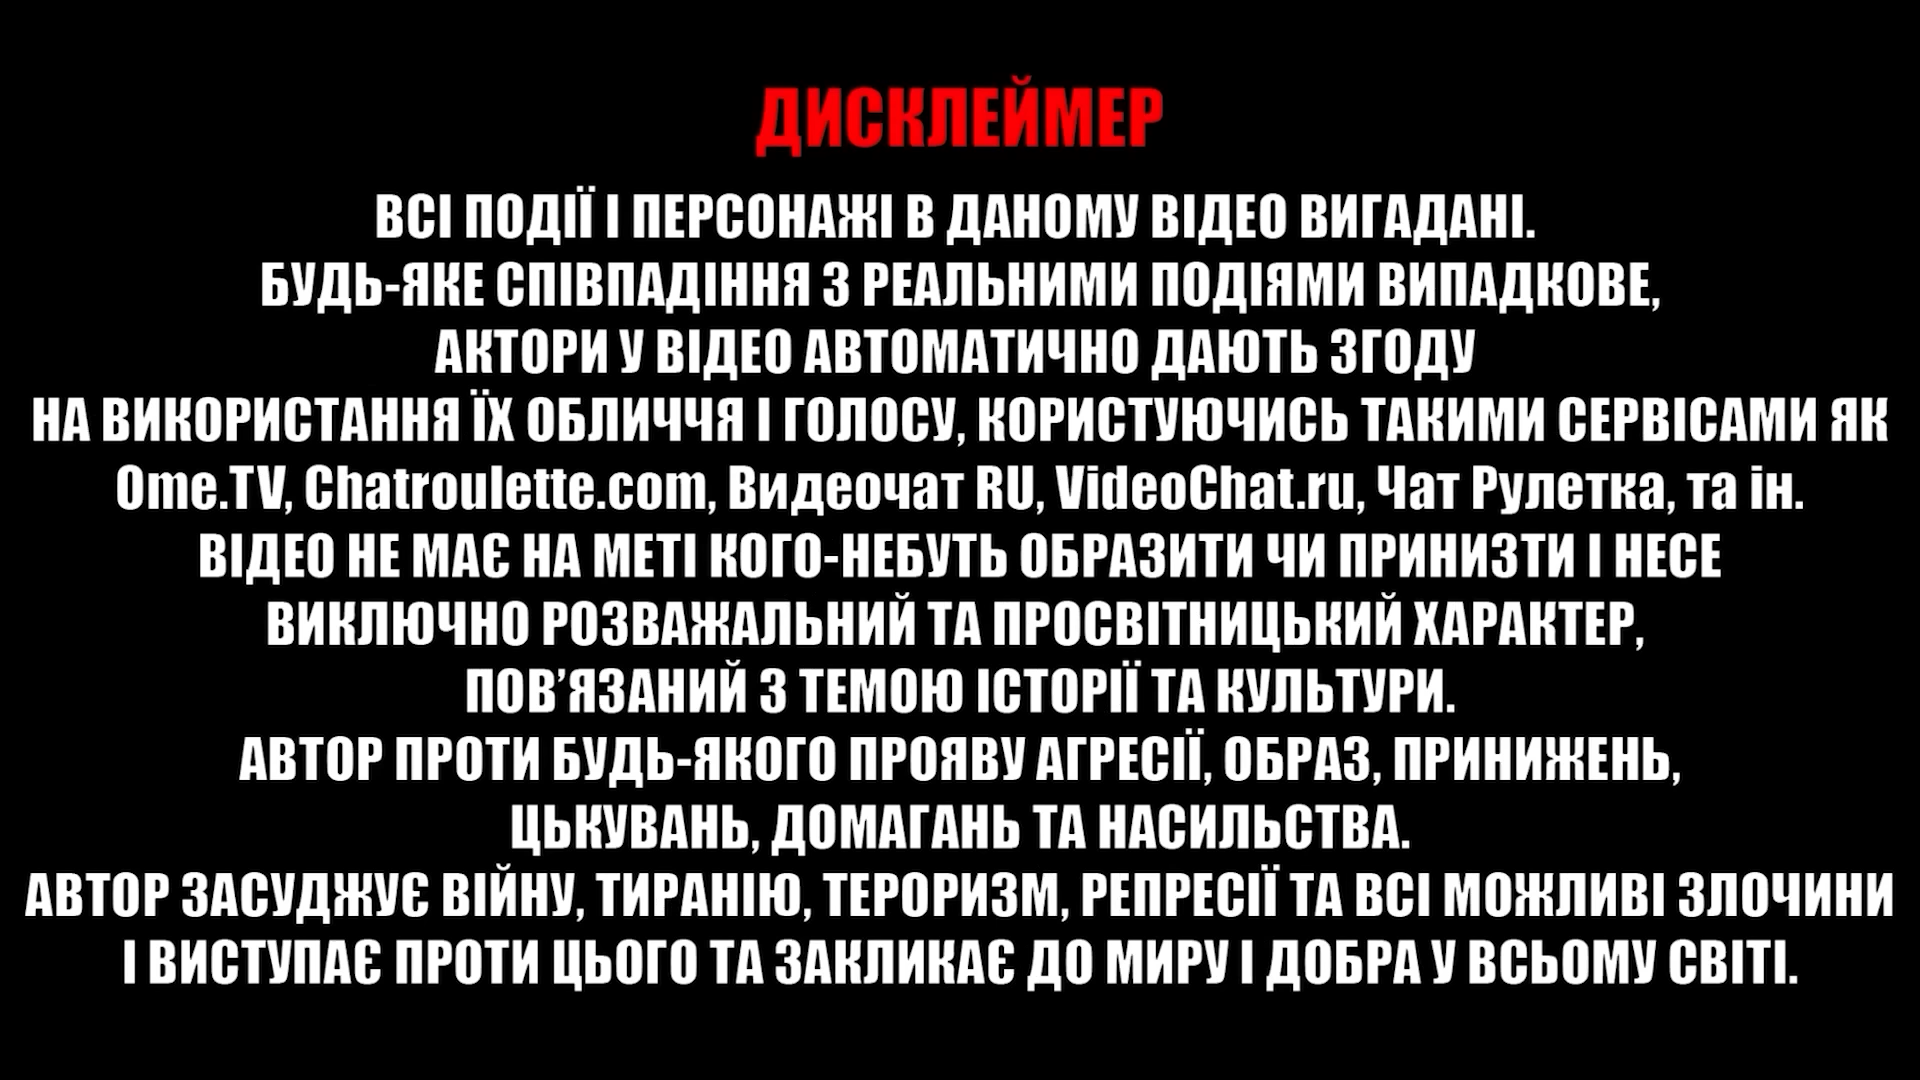 ДИСКЛЕЙМЕР
ВСІ ПОДІЇ І ПЕРСОНАЖІ В ДАНОМУ ВІДЕО ВИГАДАНІ.
БУДЬ-ЯКЕ СПІВПАДІННЯ З РЕАЛЬНИМИ ПОДІЯМИ ВИПАДКОВЕ,
АКТОРИ У ВІДЕО АВТОМАТИЧНО ДАЮТЬ ЗГОДУ
НА ВИКОРИСТАННЯ ЇХ ОБЛИЧЧЯ І ГОЛОСУ, КОРИСТУЮЧИСЬ ТАКИМИ СЕРВІСАМИ ЯК
Ome.TV, Chatroulette.com, Видеочат RU, VideoChat.ru, Чат Рулетка, та ін.
ВІДЕО НЕ МАЄ НА МЕТІ КОГО-НЕБУТЬ ОБРАЗИТИ ЧИ ПРИНИЗТИ І НЕСЕ
ВИКЛЮЧНО РОЗВАЖАЛЬНИЙ ТА ПРОСВІТНИЦЬКИЙ ХАРАКТЕР,
ПОВ’ЯЗАНИЙ З ТЕМОЮ ІСТОРІЇ ТА КУЛЬТУРИ.
АВТОР ПРОТИ БУДЬ-ЯКОГО ПРОЯВУ АГРЕСІЇ, ОБРАЗ, ПРИНИЖЕНЬ,
ЦЬКУВАНЬ, ДОМАГАНЬ ТА НАСИЛЬСТВА.
АВТОР ЗАСУДЖУЄ ВІЙНУ, ТИРАНІЮ, ТЕРОРИЗМ, РЕПРЕСІЇ ТА ВСІ МОЖЛИВІ ЗЛОЧИНИ
І ВИСТУПАЄ ПРОТИ ЦЬОГО ТА ЗАКЛИКАЄ ДО МИРУ І ДОБРА У ВСЬОМУ СВІТІ.